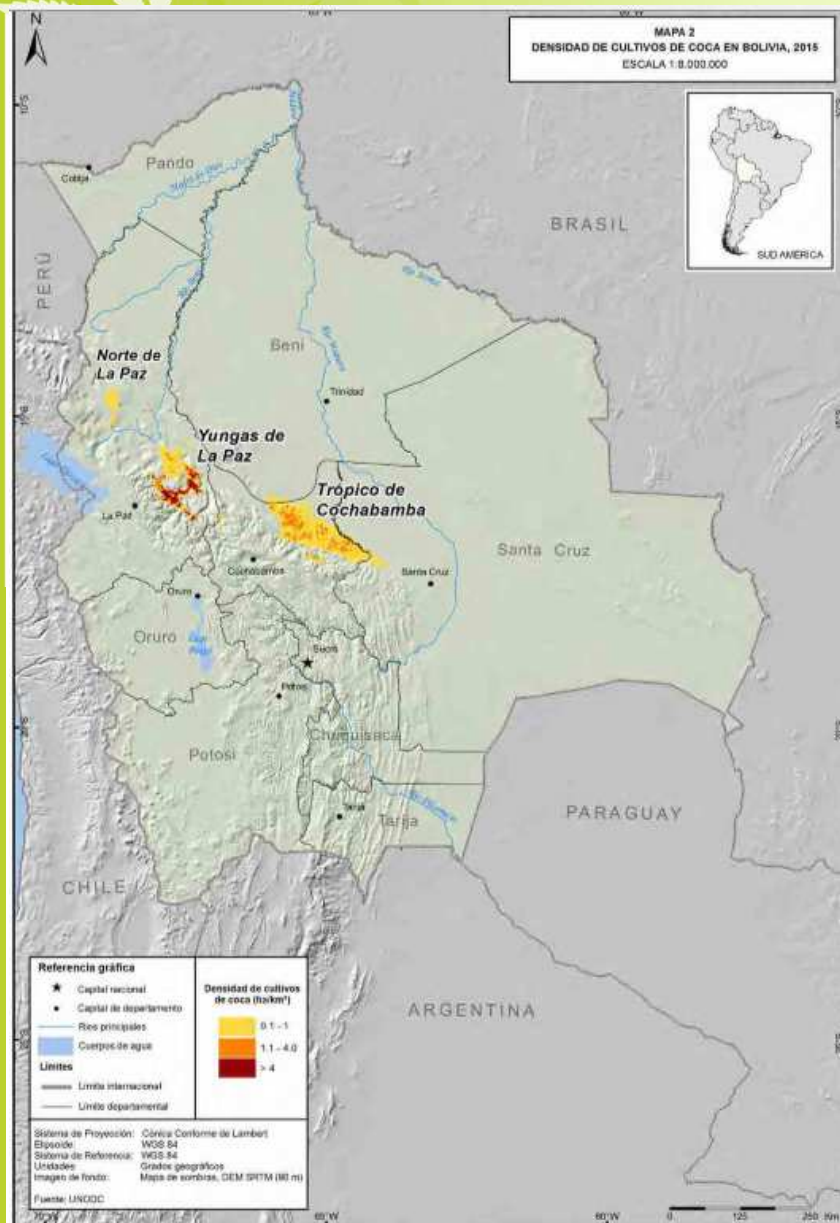 N
MAPA 2
DENSIDAD DE CULTIVOS DE COCA EN BOLIVIA, 2015
ESCALA 1:8.000.000
SUD AMÉRICA
BRASIL
PERÚ
Pando
Cobija
Beni
Norte de
La Paz
Trinidad
Yungas de
La Paz
Trópico de
Cochabamba
La Paz
Cochabamba
Santa Cruz
Santa Cruz
Oruro
Oruro
Sucre
Potosí
Potosí
Chuquisaca
Tarija
Tarija
PARAGUAY
CHILE
ARGENTINA
Referencia gráfica
Capital nacional
Capital de departamento
Ríos principales
Cuerpos de agua
Límites
Límite internacional
Límite departamental
Densidad de cultivos
de coca (ha/km²)
0.1 - 1
1.1 - 4.0
> 4
Sistema de Proyección: Cónica Conforme de Lambert
Elipsoide: WGS 84
Sistema de Referencia: WGS 84
Unidades: Grados geográficos
Imagen de fondo: Mapa de sombras, DEM SRTM (90 m)
Fuente: UNODC
70°W
65°W
60°W
0 125 250 Km